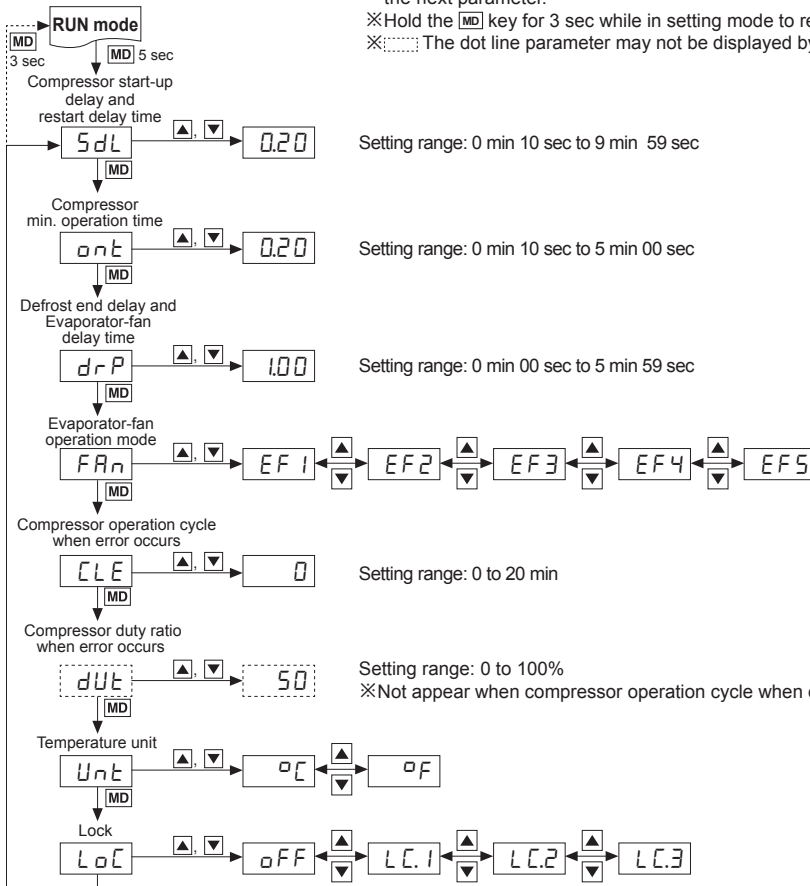 the next parameter.
※Hold the MD key for 3 sec while in setting mode to re
※ The dot line parameter may not be displayed by
RUN mode
MD
3 sec
MD 5 sec
Compressor start-up
delay and
restart delay time
SdL ▲, ▼ 0.20 Setting range: 0 min 10 sec to 9 min 59 sec
MD
Compressor
min. operation time
ont ▲, ▼ 0.20 Setting range: 0 min 10 sec to 5 min 00 sec
MD
Defrost end delay and
Evaporator-fan
delay time
drP ▲, ▼ 1.00 Setting range: 0 min 00 sec to 5 min 59 sec
MD
Evaporator-fan
operation mode
FAn ▲, ▼ EF1 ▲ ▼ EF2 ▲ ▼ EF3 ▲ ▼ EF4 ▲ ▼ EF5
MD
Compressor operation cycle
when error occurs
CLE ▲, ▼ 0 Setting range: 0 to 20 min
MD
Compressor duty ratio
when error occurs
dUt ▲, ▼ 50 Setting range: 0 to 100%
※Not appear when compressor operation cycle when
MD
Temperature unit
Unt ▲, ▼ °C ▲ ▼ °F
MD
Lock
LoC ▲, ▼ oFF ▲ ▼ LC.1 ▲ ▼ LC.2 ▲ ▼ LC.3